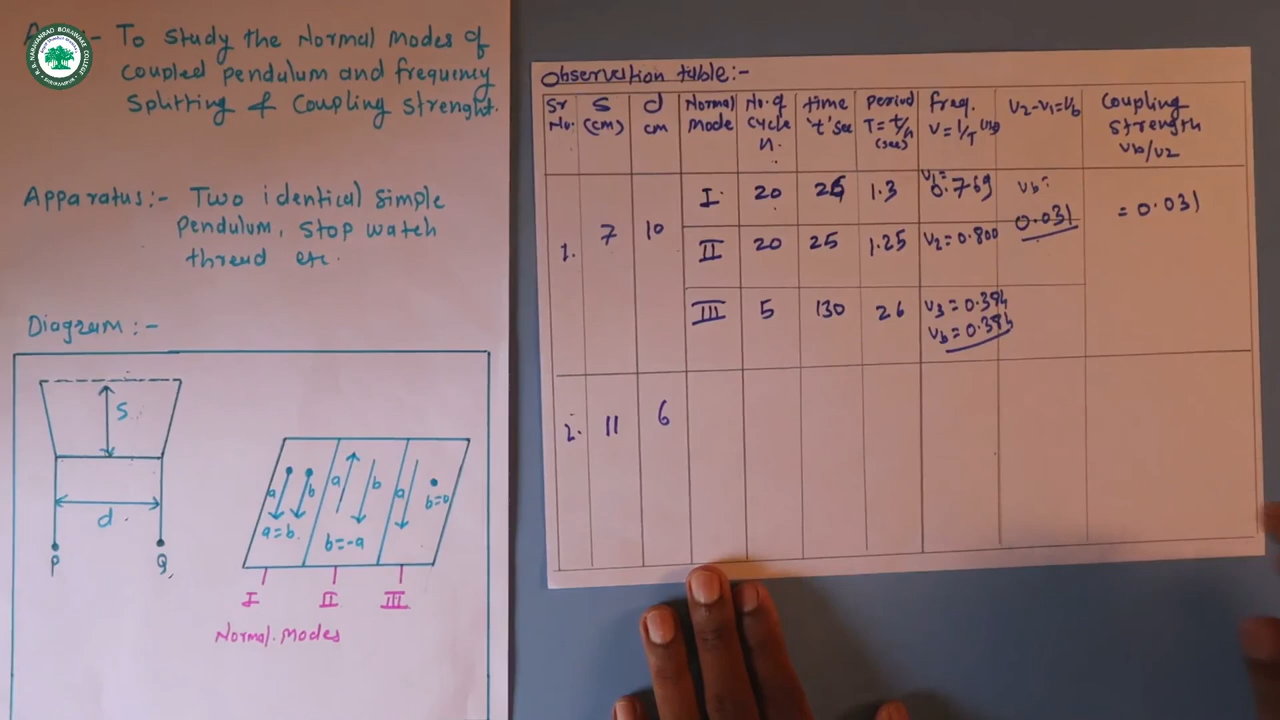 Aim:- To study the Normal Modes of
coupled pendulum and frequency
splitting & Coupling Strenght.
Apparatus:- Two identical simple
pendulum, stop watch
thread etc.
Diagram:-
S
d
P
Q
a
b
a=b
a
b
b=-a
a
b=0
I
II
III
Normal. Modes
Observation table:-
Sr No. S (cm) d cm Normal mode No. of cycle n. time 't' sec Period T=t/n (sec) freq. ν=1/T ν2-ν1=νb Coupling strength νb/ν2
1. 7 10
I 20 26 1.3 ν1= 0.769 νb= 0.031 = 0.031
II 20 25 1.25 ν2=0.800
III 5 130 26 ν3=0.384
νb=0.384
2. 11 6